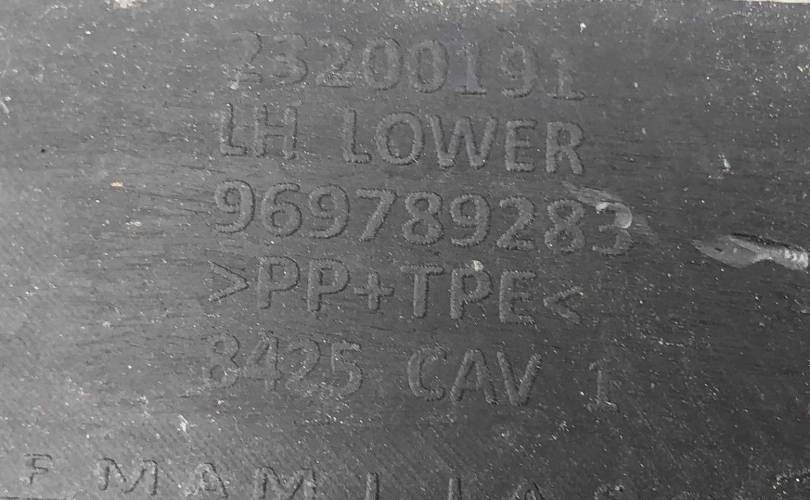 23200191
LH LOWER
969789283
>PP+TPE<
8425 CAV 1